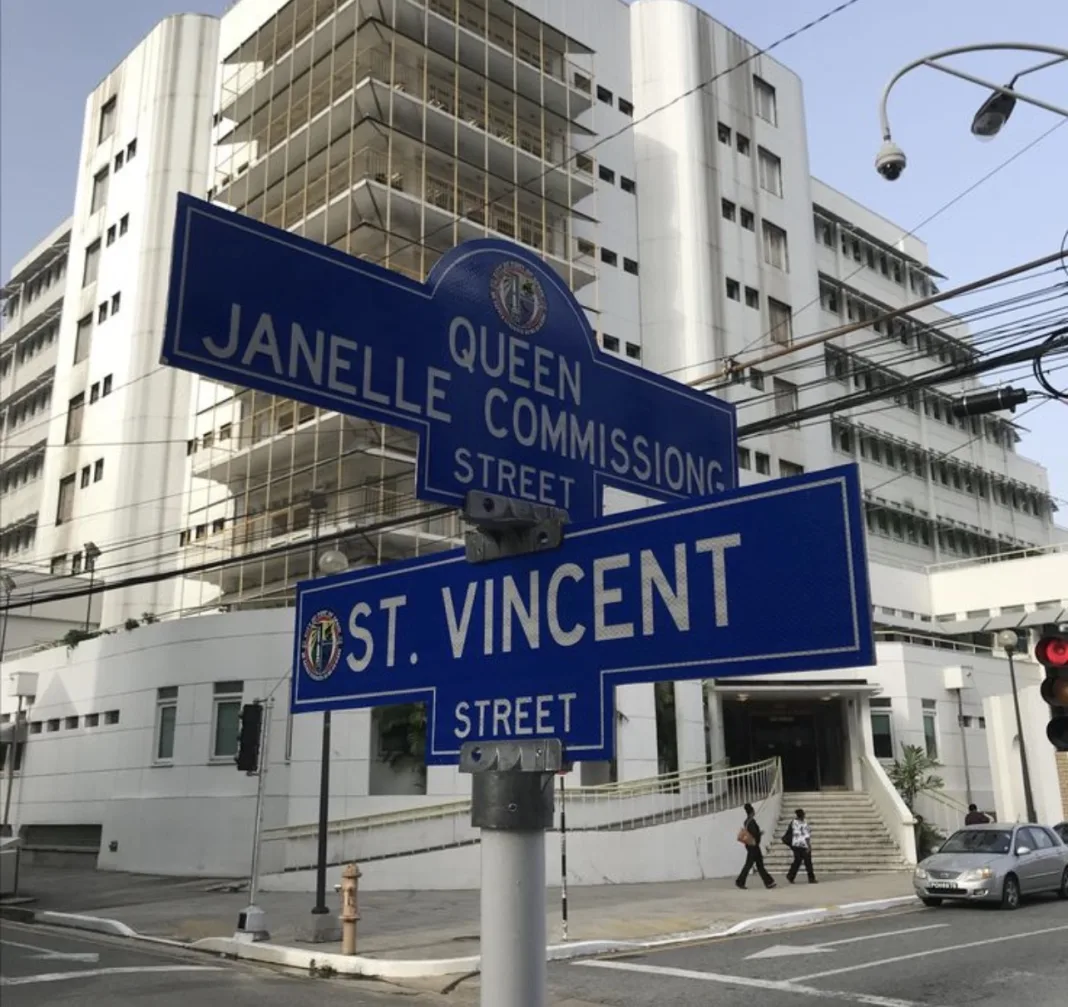 QUEEN
JANELLE COMMISSIONG
STREET
ST. VINCENT
STREET